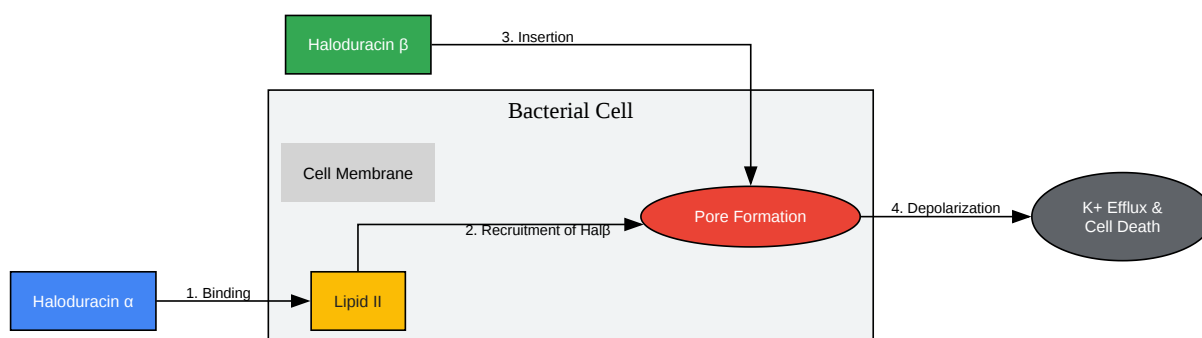 Haloduracin β
3. Insertion
Bacterial Cell
Cell Membrane
2. Recruitment of Halβ
Pore Formation
4. Depolarization
K+ Efflux &
Cell Death
Haloduracin α
1. Binding
Lipid II